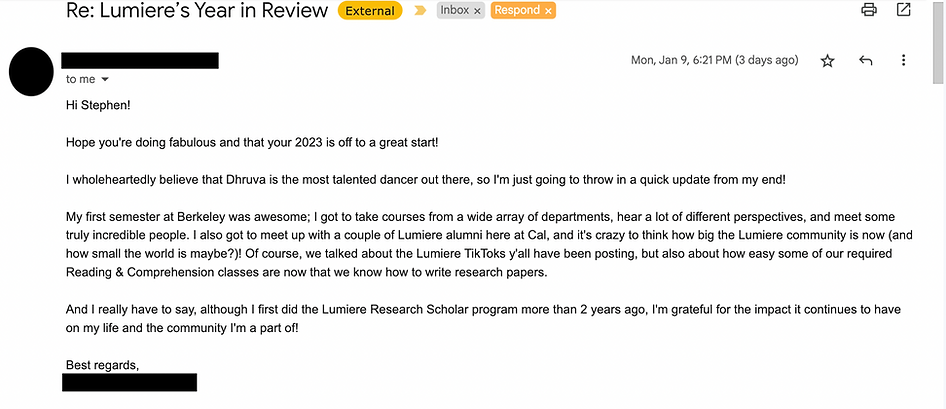 Re: Lumiere’s Year in Review External Inbox × Respond ×
Mon, Jan 9, 6:21 PM (3 days ago)
to me
Hi Stephen!
Hope you're doing fabulous and that your 2023 is off to a great start!
I wholeheartedly believe that Dhruva is the most talented dancer out there, so I'm just going to throw in a quick update from my end!
My first semester at Berkeley was awesome; I got to take courses from a wide array of departments, hear a lot of different perspectives, and meet some
truly incredible people. I also got to meet up with a couple of Lumiere alumni here at Cal, and it's crazy to think how big the Lumiere community is now (and
how small the world is maybe?)! Of course, we talked about the Lumiere TikToks y'all have been posting, but also about how easy some of our required
Reading & Comprehension classes are now that we know how to write research papers.
And I really have to say, although I first did the Lumiere Research Scholar program more than 2 years ago, I'm grateful for the impact it continues to have
on my life and the community I'm a part of!
Best regards,